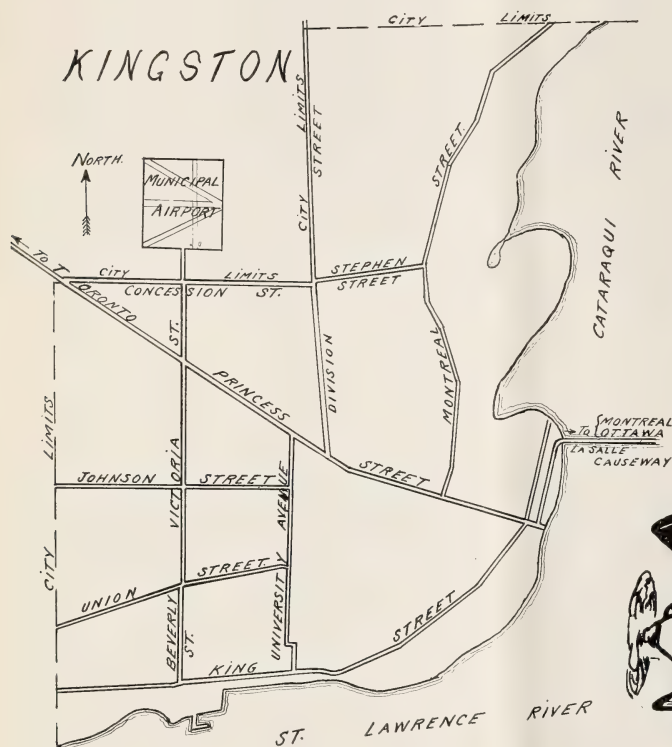 CITY LIMITS
KINGSTON
CITY LIMITS
STREET
STREET.
NORTH.
MUNICIPAL
AIRPORT
CATARAQUI RIVER
TO TORONTO
CITY LIMITS
CONCESSION ST.
STEPHEN
STREET
VICTORIA ST.
PRINCESS STREET
DIVISION
MONTREAL
CITY LIMITS
To { MONTREAL
OTTAWA
LA SALLE
CAUSEWAY
JOHNSON STREET
UNIVERSITY AVENUE
UNION STREET.
BEVERLY
ST.
KING STREET
ST. LAWRENCE RIVER